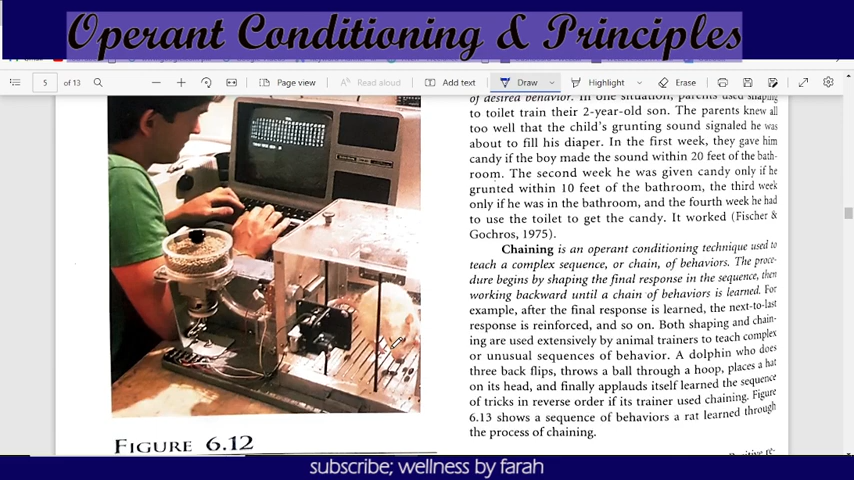 Operant Conditioning & Principles
5 of 13
Page view
Read aloud
Add text
Draw
Highlight
Erase
of desired behavior. In one situation, parents used shaping
to toilet train their 2-year-old son. The parents knew all
too well that the child's grunting sound signaled he was
about to fill his diaper. In the first week, they gave him
candy if the boy made the sound within 20 feet of the bath-
room. The second week he was given candy only if he
grunted within 10 feet of the bathroom, the third week
only if he was in the bathroom, and the fourth week he had
to use the toilet to get the candy. It worked (Fischer &
Gochros, 1975).
Chaining is an operant conditioning technique used to
teach a complex sequence, or chain, of behaviors. The proce-
dure begins by shaping the final response in the sequence, then
working backward until a chain of behaviors is learned. For
example, after the final response is learned, the next-to-last
response is reinforced, and so on. Both shaping and chain-
ing are used extensively by animal trainers to teach complex
or unusual sequences of behavior. A dolphin who does
three back flips, throws a ball through a hoop, places a hat
on its head, and finally applauds itself learned the sequence
of tricks in reverse order if its trainer used chaining. Figure
6.13 shows a sequence of behaviors a rat learned through
the process of chaining.
FIGURE 6.12
subscribe; wellness by farah